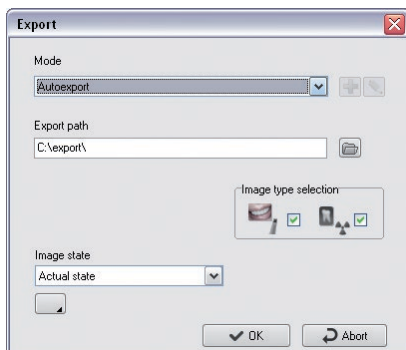 Export
Mode
Autoexport
Export path
C:\export\
Image type selection
Image state
Actual state
OK
Abort